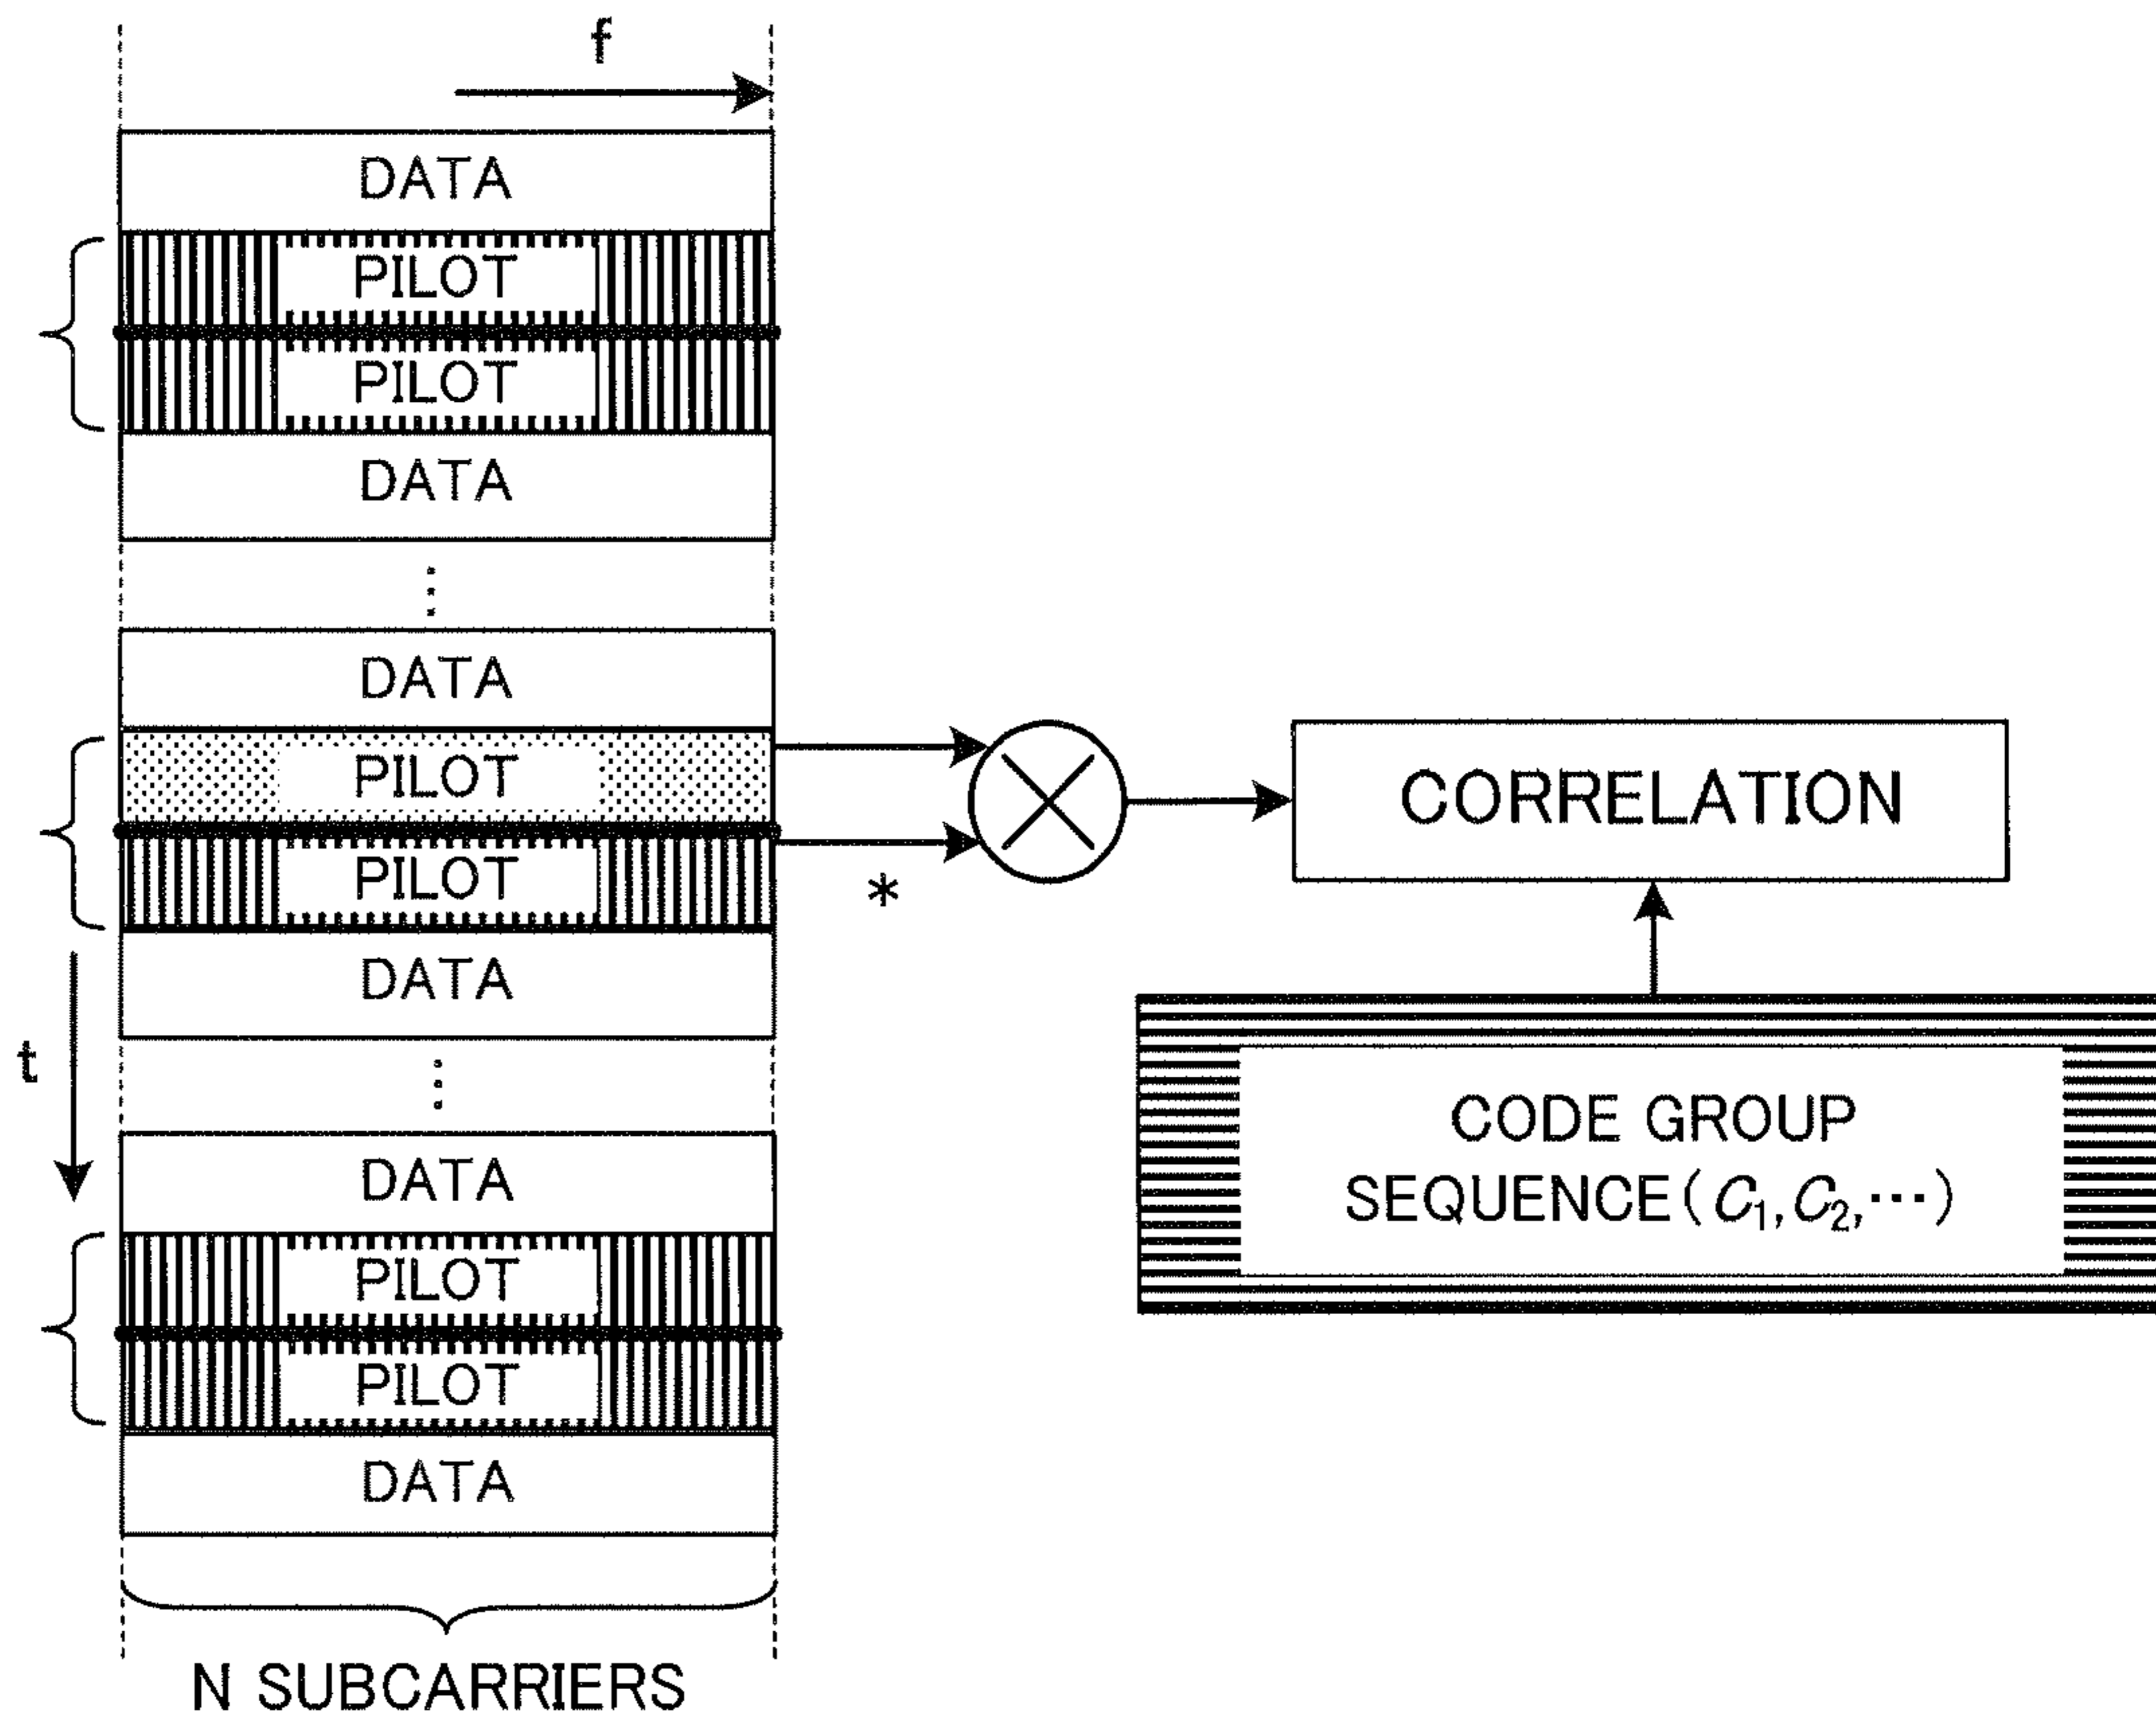 f
DATA
PILOT
PILOT
DATA
⋮
DATA
PILOT
PILOT
*
DATA
CORRELATION
t
⋮
CODE GROUP
SEQUENCE(C₁,C₂,⋯)
DATA
PILOT
PILOT
DATA
N SUBCARRIERS